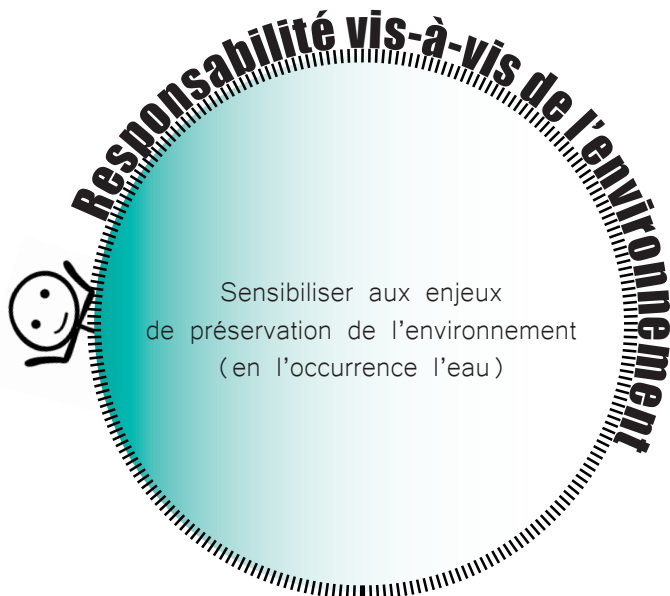 Responsabilité vis-à-vis de l'environnement
Sensibiliser aux enjeux
de préservation de l'environnement
(en l'occurrence l'eau)